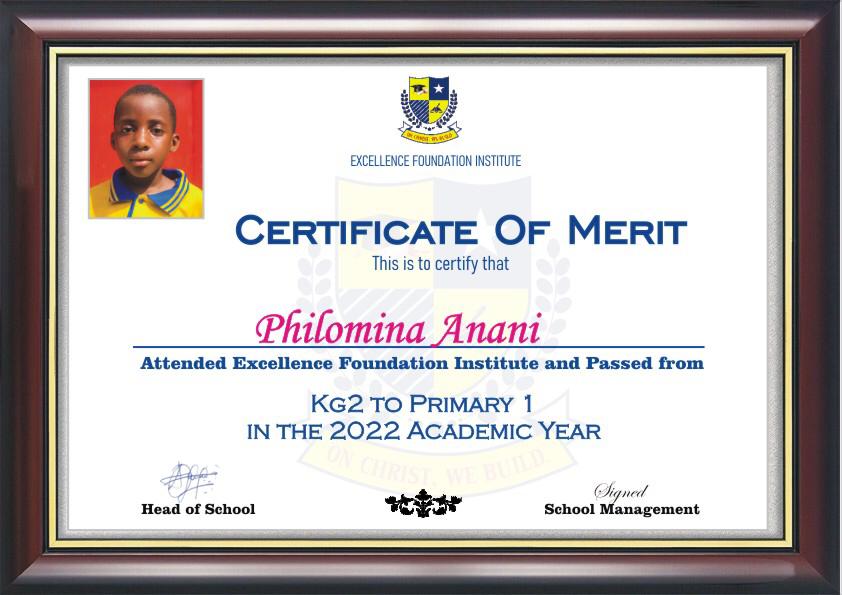 ON CHRIST, WE BUILD.
EXCELLENCE FOUNDATION INSTITUTE
CERTIFICATE OF MERIT
This is to certify that
Philomina Anani
Attended Excellence Foundation Institute and Passed from
KG2 TO PRIMARY 1
IN THE 2022 ACADEMIC YEAR
ON CHRIST, WE BUILD.
Signed
Head of School
School Management